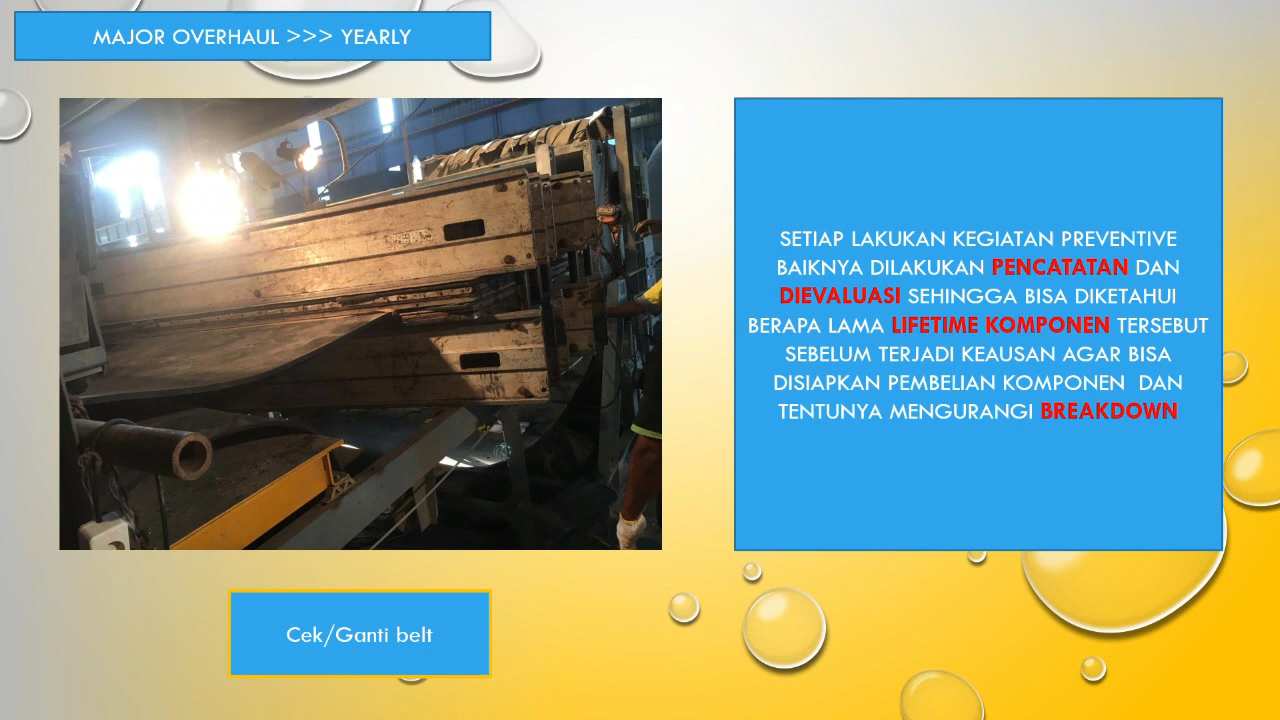 MAJOR OVERHAUL >>> YEARLY
SETIAP LAKUKAN KEGIATAN PREVENTIVE
BAIKNYA DILAKUKAN PENCATATAN DAN
DIEVALUASI SEHINGGA BISA DIKETAHUI
BERAPA LAMA LIFETIME KOMPONEN TERSEBUT
SEBELUM TERJADI KEAUSAN AGAR BISA
DISIAPKAN PEMBELIAN KOMPONEN  DAN
TENTUNYA MENGURANGI BREAKDOWN
Cek/Ganti belt